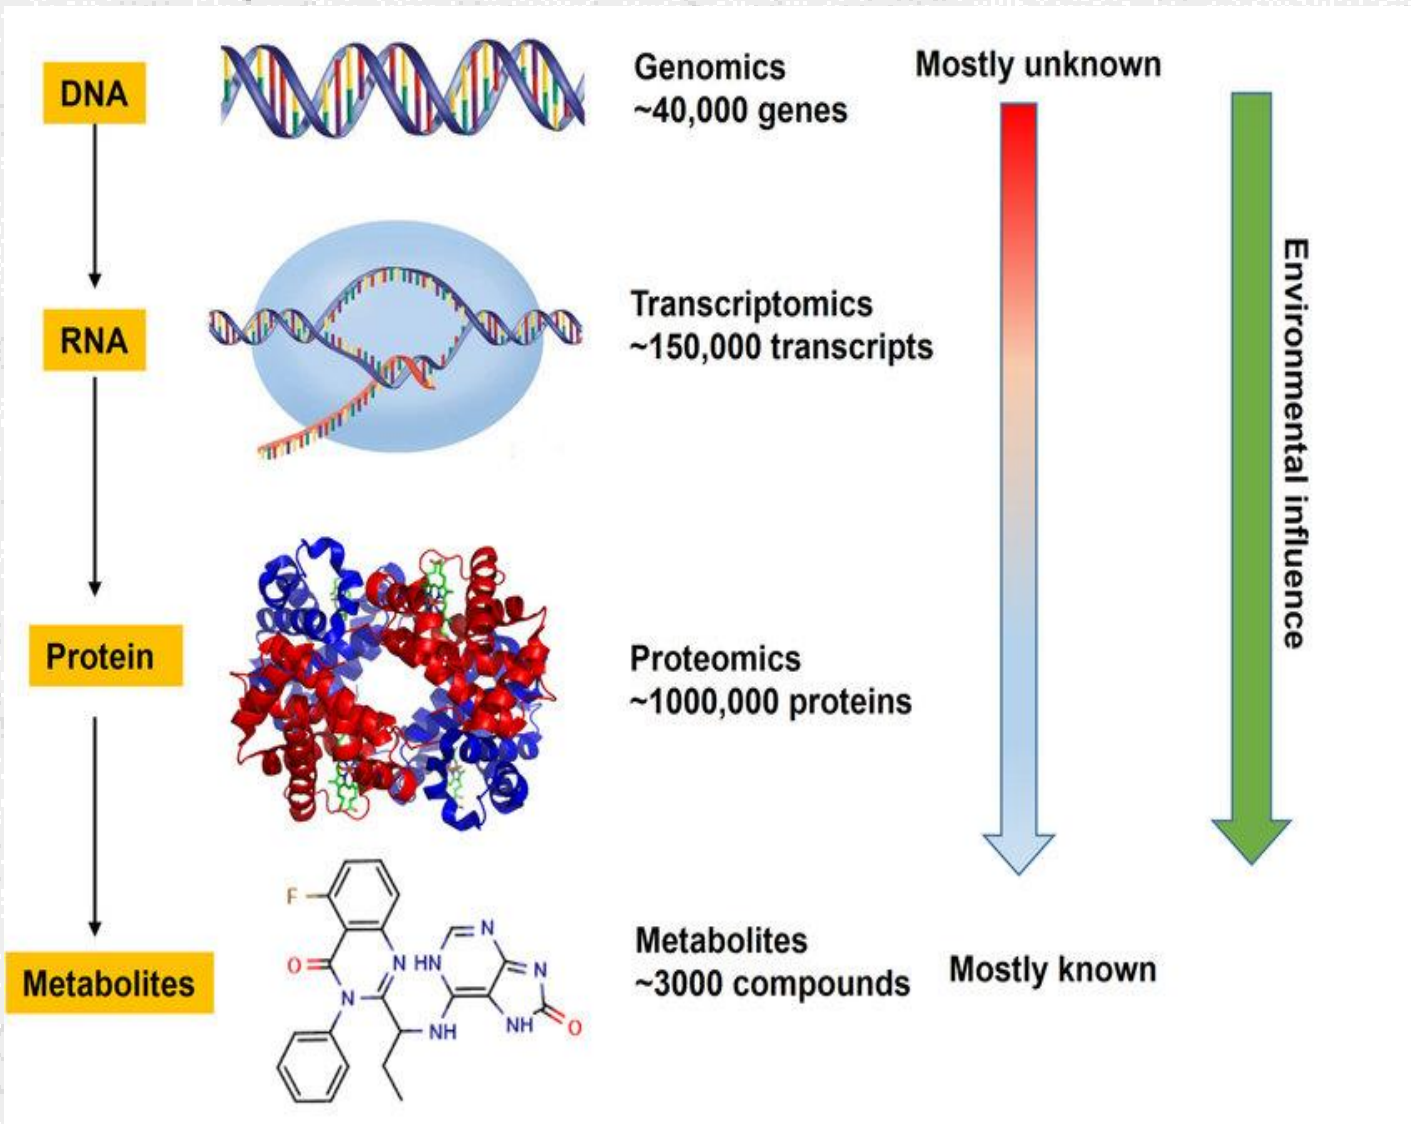 DNA
Genomics
~40,000 genes
Mostly unknown
RNA
Transcriptomics
~150,000 transcripts
Environmental influence
Protein
Proteomics
~1000,000 proteins
Metabolites
Metabolites
~3000 compounds
Mostly known
F
O
N
HN
N
N
N
NH
NH
O